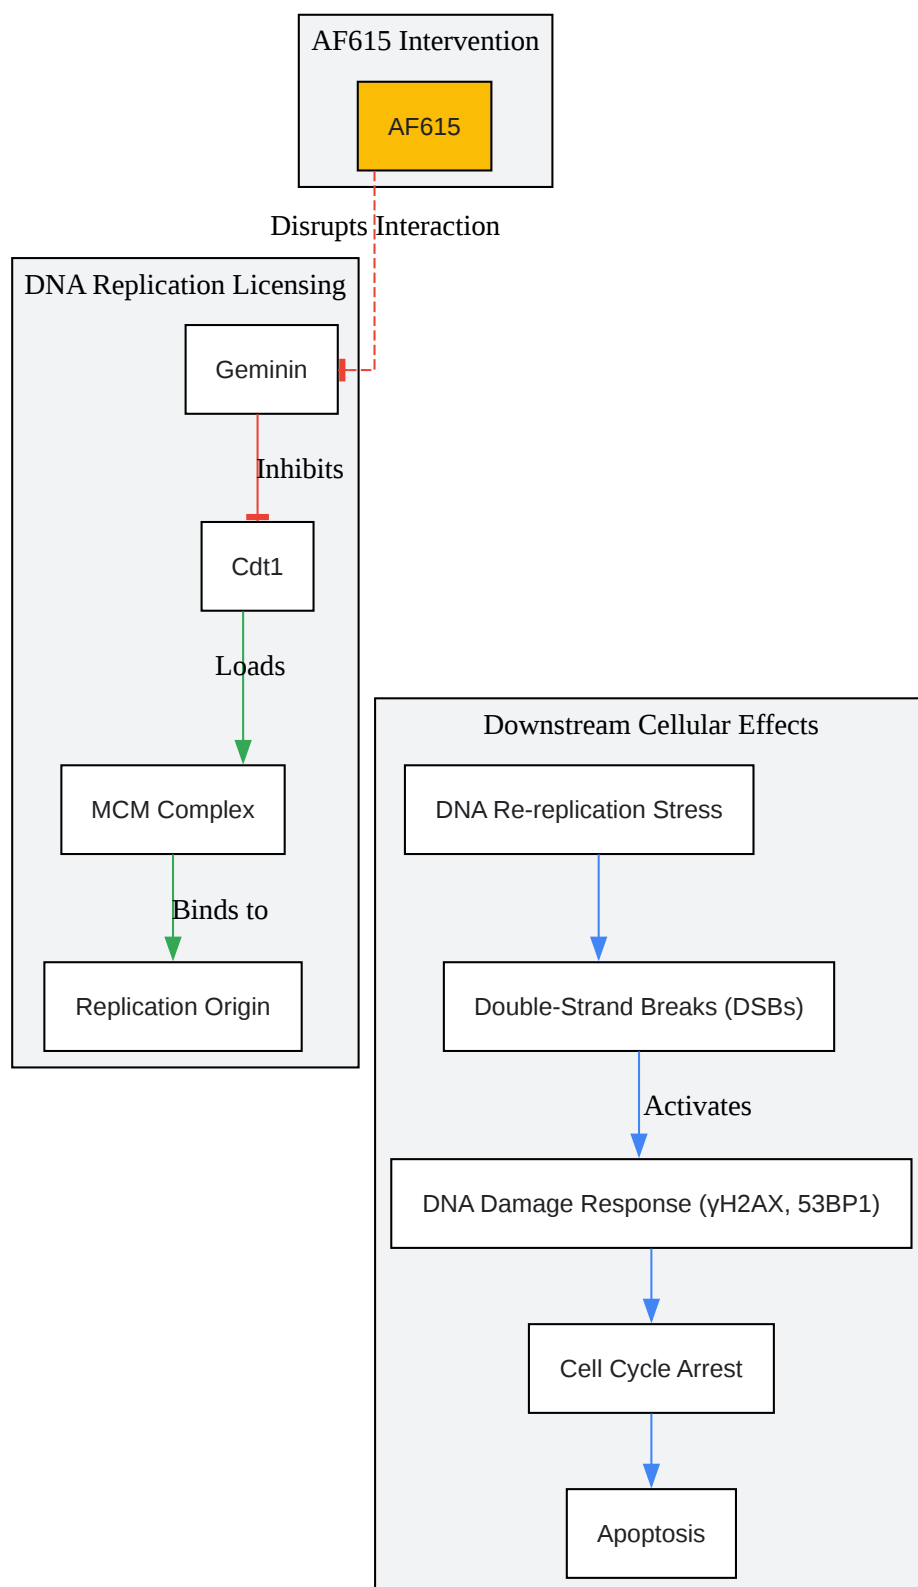 AF615 Intervention
AF615
Disrupts Interaction
DNA Replication Licensing
Geminin
Inhibits
Cdt1
Loads
MCM Complex
Binds to
Replication Origin
Downstream Cellular Effects
DNA Re-replication Stress
Double-Strand Breaks (DSBs)
Activates
DNA Damage Response (γH2AX, 53BP1)
Cell Cycle Arrest
Apoptosis